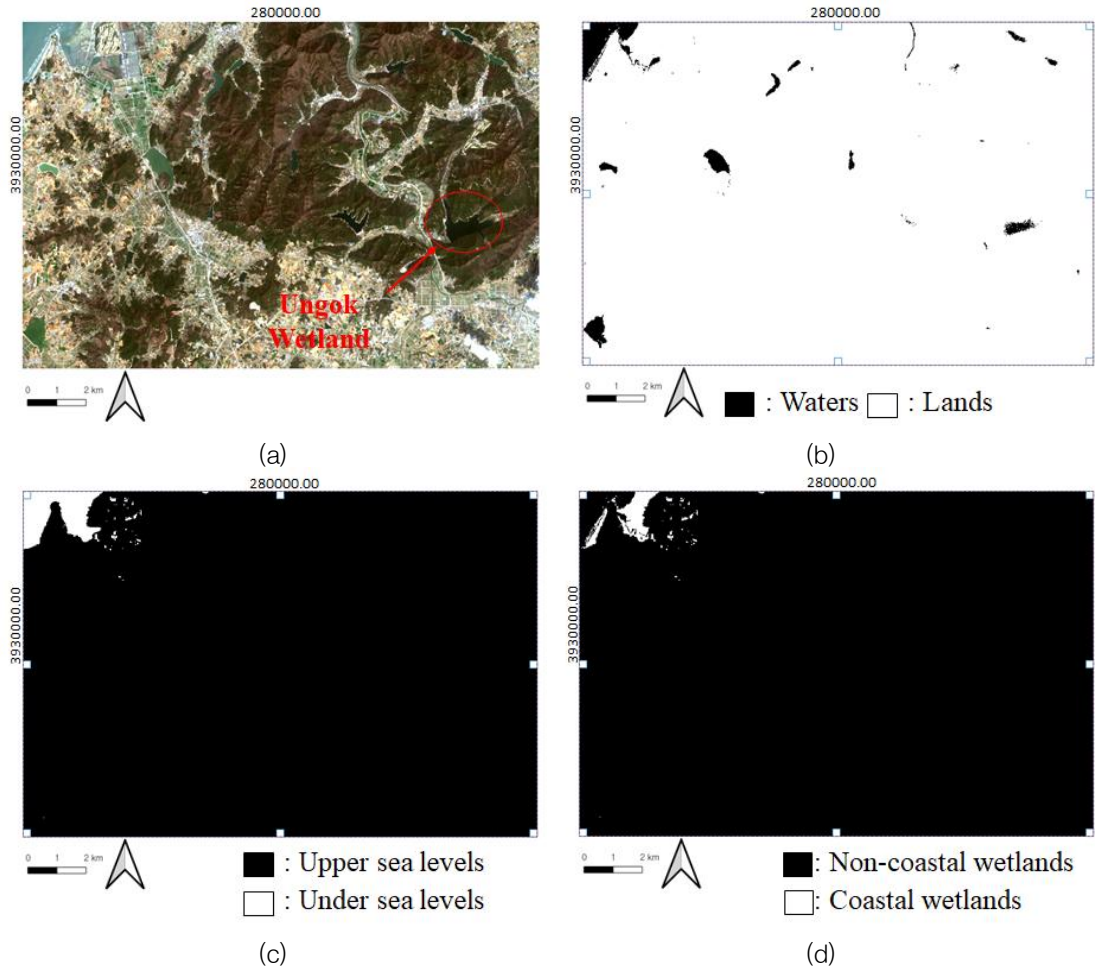 280000.00
280000.00
3930000.00
3930000.00
Ungok
Wetland
0 1 2 km
0 1 2 km
: Waters : Lands
(a)
(b)
280000.00
280000.00
3930000.00
3930000.00
0 1 2 km
: Upper sea levels
: Under sea levels
0 1 2 km
: Non-coastal wetlands
: Coastal wetlands
(c)
(d)